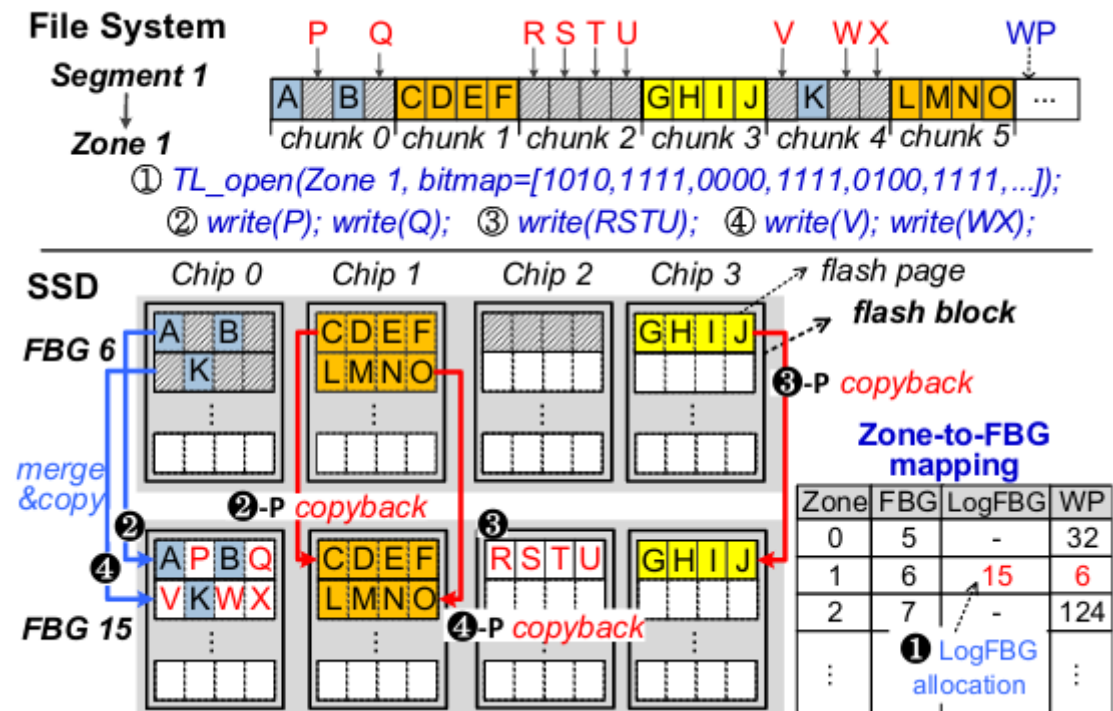 File System
P Q R S T U V W X WP
Segment 1
A B C D E F G H I J K L M N O ...
Zone 1
chunk 0 chunk 1 chunk 2 chunk 3 chunk 4 chunk 5
① TL_open(Zone 1, bitmap=[1010,1111,0000,1111,0100,1111,...]);
② write(P); write(Q); ③ write(RSTU); ④ write(V); write(WX);
SSD
Chip 0 Chip 1 Chip 2 Chip 3
flash page
flash block
FBG 6
A B C D E F G H I J
K L M N O
⋮ ⋮ ⋮ ⋮
❸-P copyback
merge
&copy
❷-P copyback
Zone-to-FBG
mapping
Zone FBG LogFBG WP
0 5 - 32
1 6 15 6
2 7 - 124
⋮ ⋮
❶ LogFBG
allocation
❷ ❸
❹
A P B Q C D E F R S T U G H I J
V K W X L M N O
❹-P copyback
FBG 15
⋮ ⋮ ⋮ ⋮